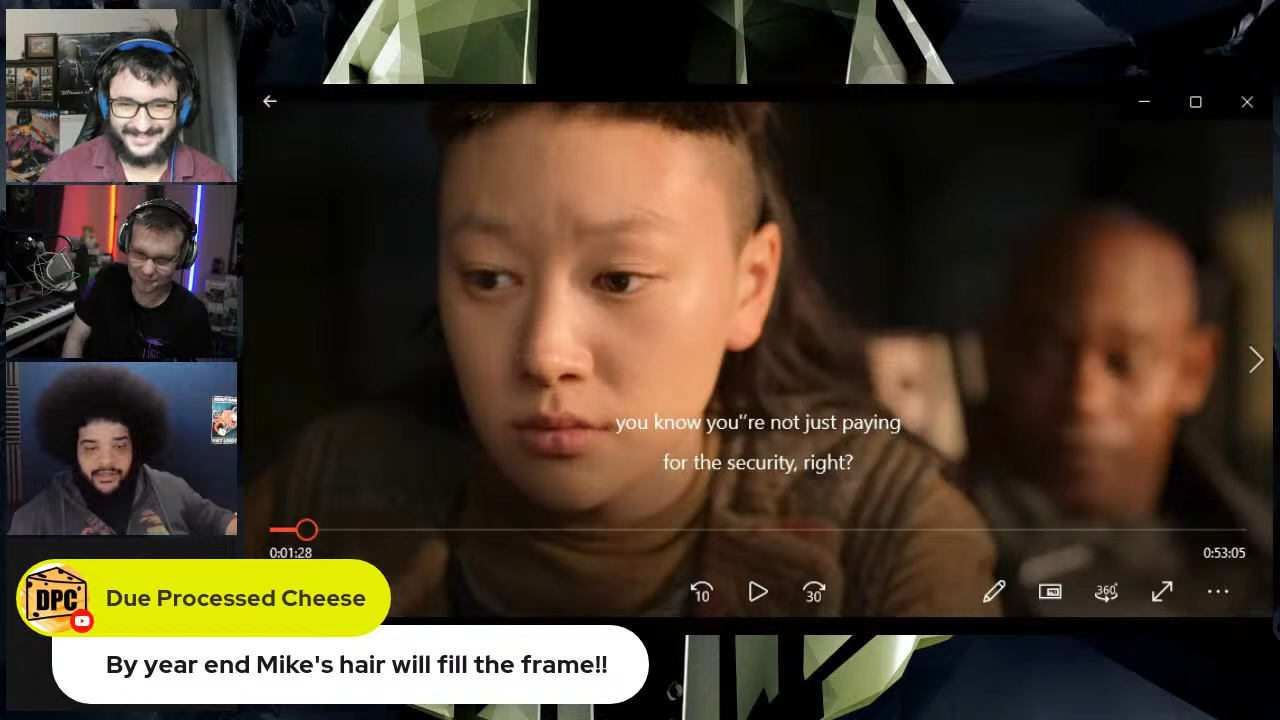 you know you''re not just paying
for the security, right?
0:01:28
0:53:05
10
30
360°
DPC
Due Processed Cheese
By year end Mike's hair will fill the frame!!